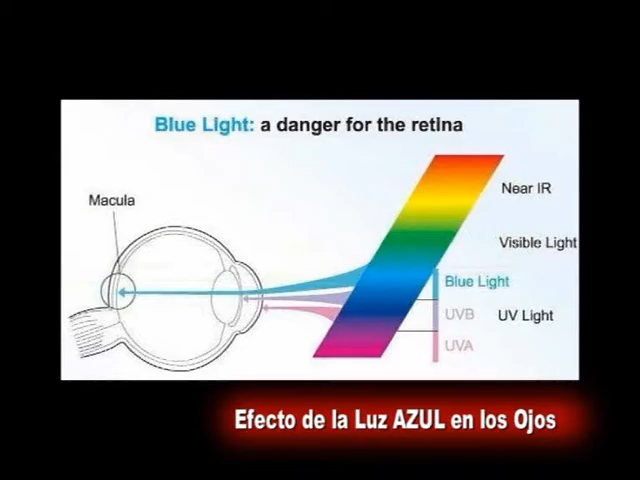 Blue Light: a danger for the retina
Near IR
Macula
Visible Light
Blue Light
UVB
UV Light
UVA
Efecto de la Luz AZUL en los Ojos